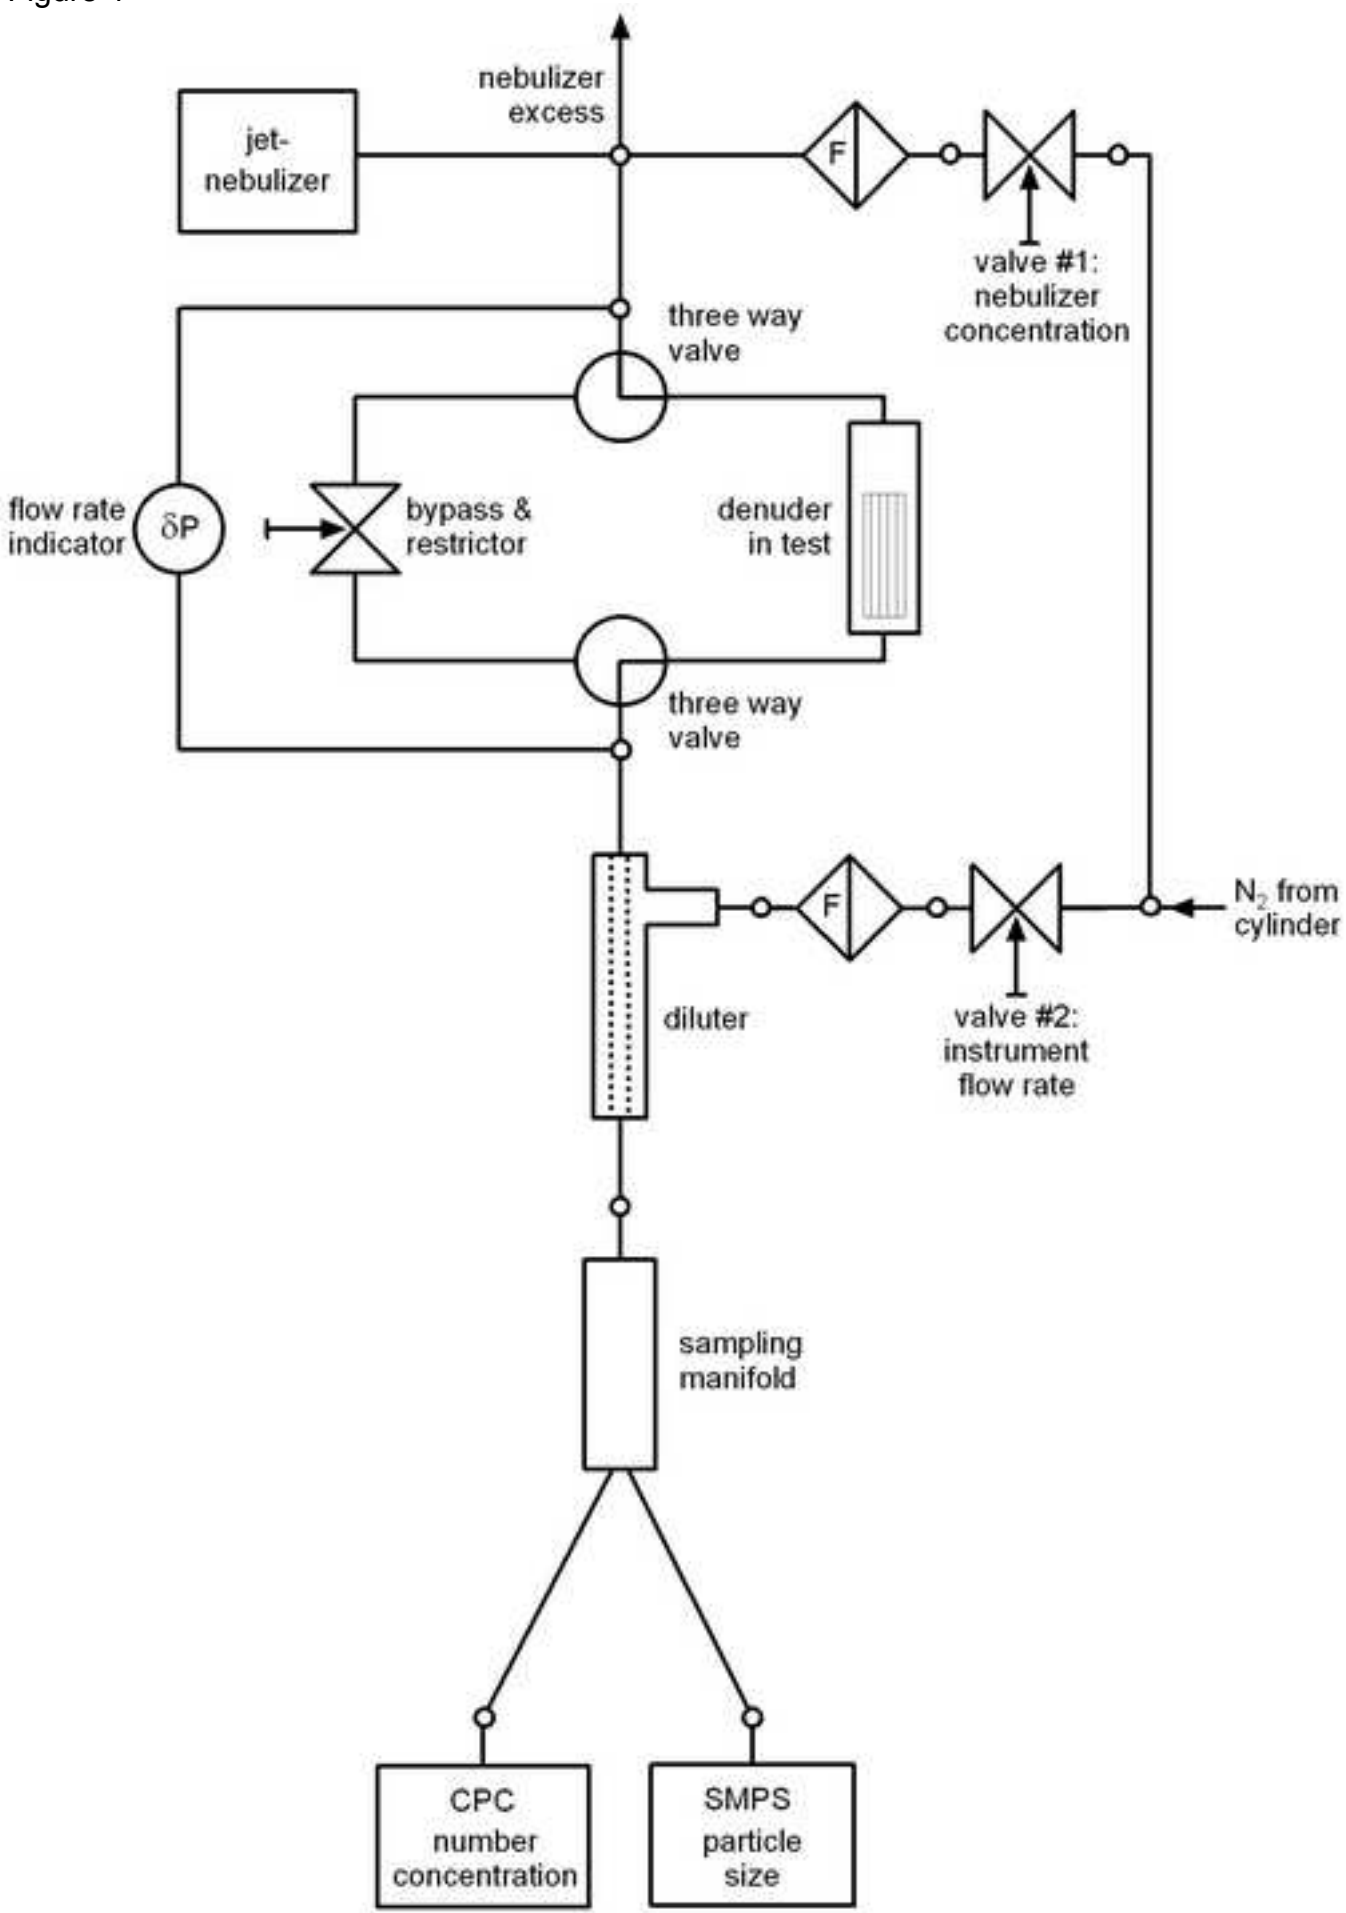 nebulizer
excess
jet-
nebulizer
F
valve #1:
nebulizer
concentration
three way
valve
flow rate
indicator
δP
bypass &
restrictor
denuder
in test
three way
valve
F
N₂ from
cylinder
diluter
valve #2:
instrument
flow rate
sampling
manifold
CPC
number
concentration
SMPS
particle
size